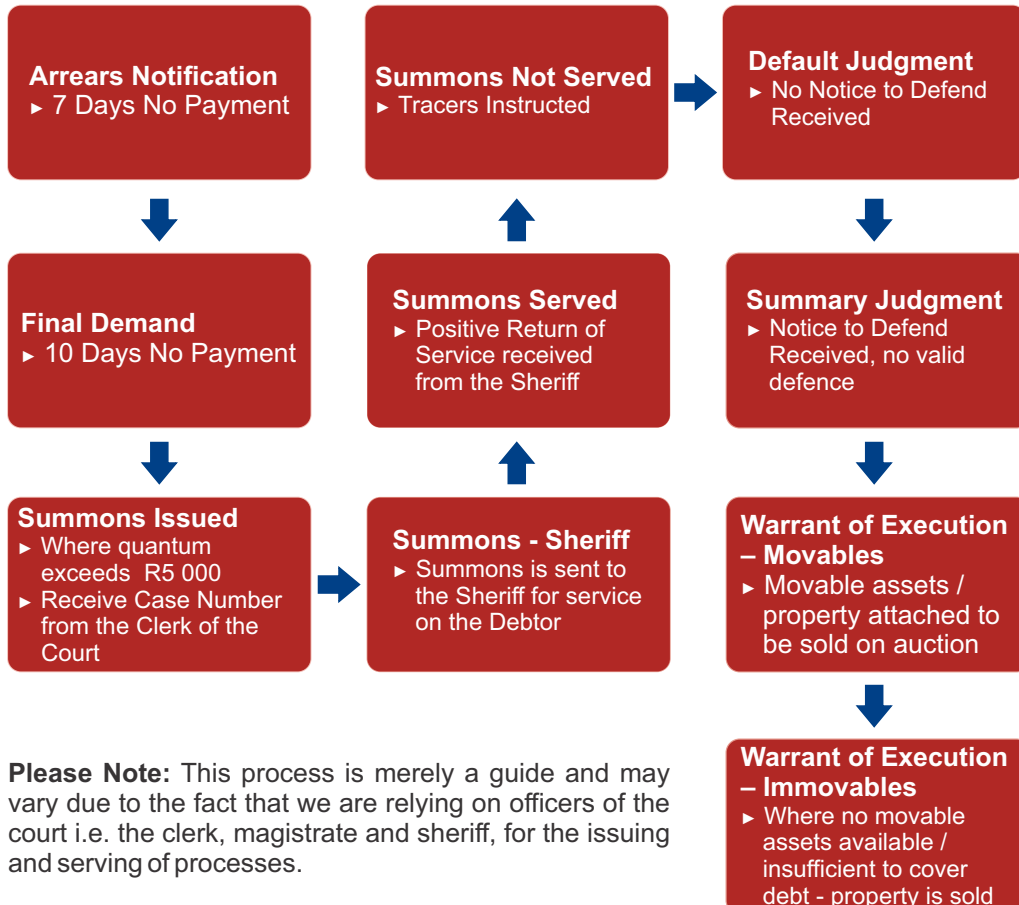 Arrears Notification
► 7 Days No Payment
Final Demand
► 10 Days No Payment
Summons Issued
► Where quantum
exceeds R5 000
► Receive Case Number
from the Clerk of the
Court
Summons - Sheriff
► Summons is sent to
the Sheriff for service
on the Debtor
Summons Served
► Positive Return of
Service received
from the Sheriff
Summons Not Served
► Tracers Instructed
Default Judgment
► No Notice to Defend
Received
Summary Judgment
► Notice to Defend
Received, no valid
defence
Warrant of Execution
– Movables
► Movable assets /
property attached to
be sold on auction
Warrant of Execution
– Immovables
► Where no movable
assets available /
insufficient to cover
debt - property is sold
Please Note: This process is merely a guide and may
vary due to the fact that we are relying on officers of the
court i.e. the clerk, magistrate and sheriff, for the issuing
and serving of processes.